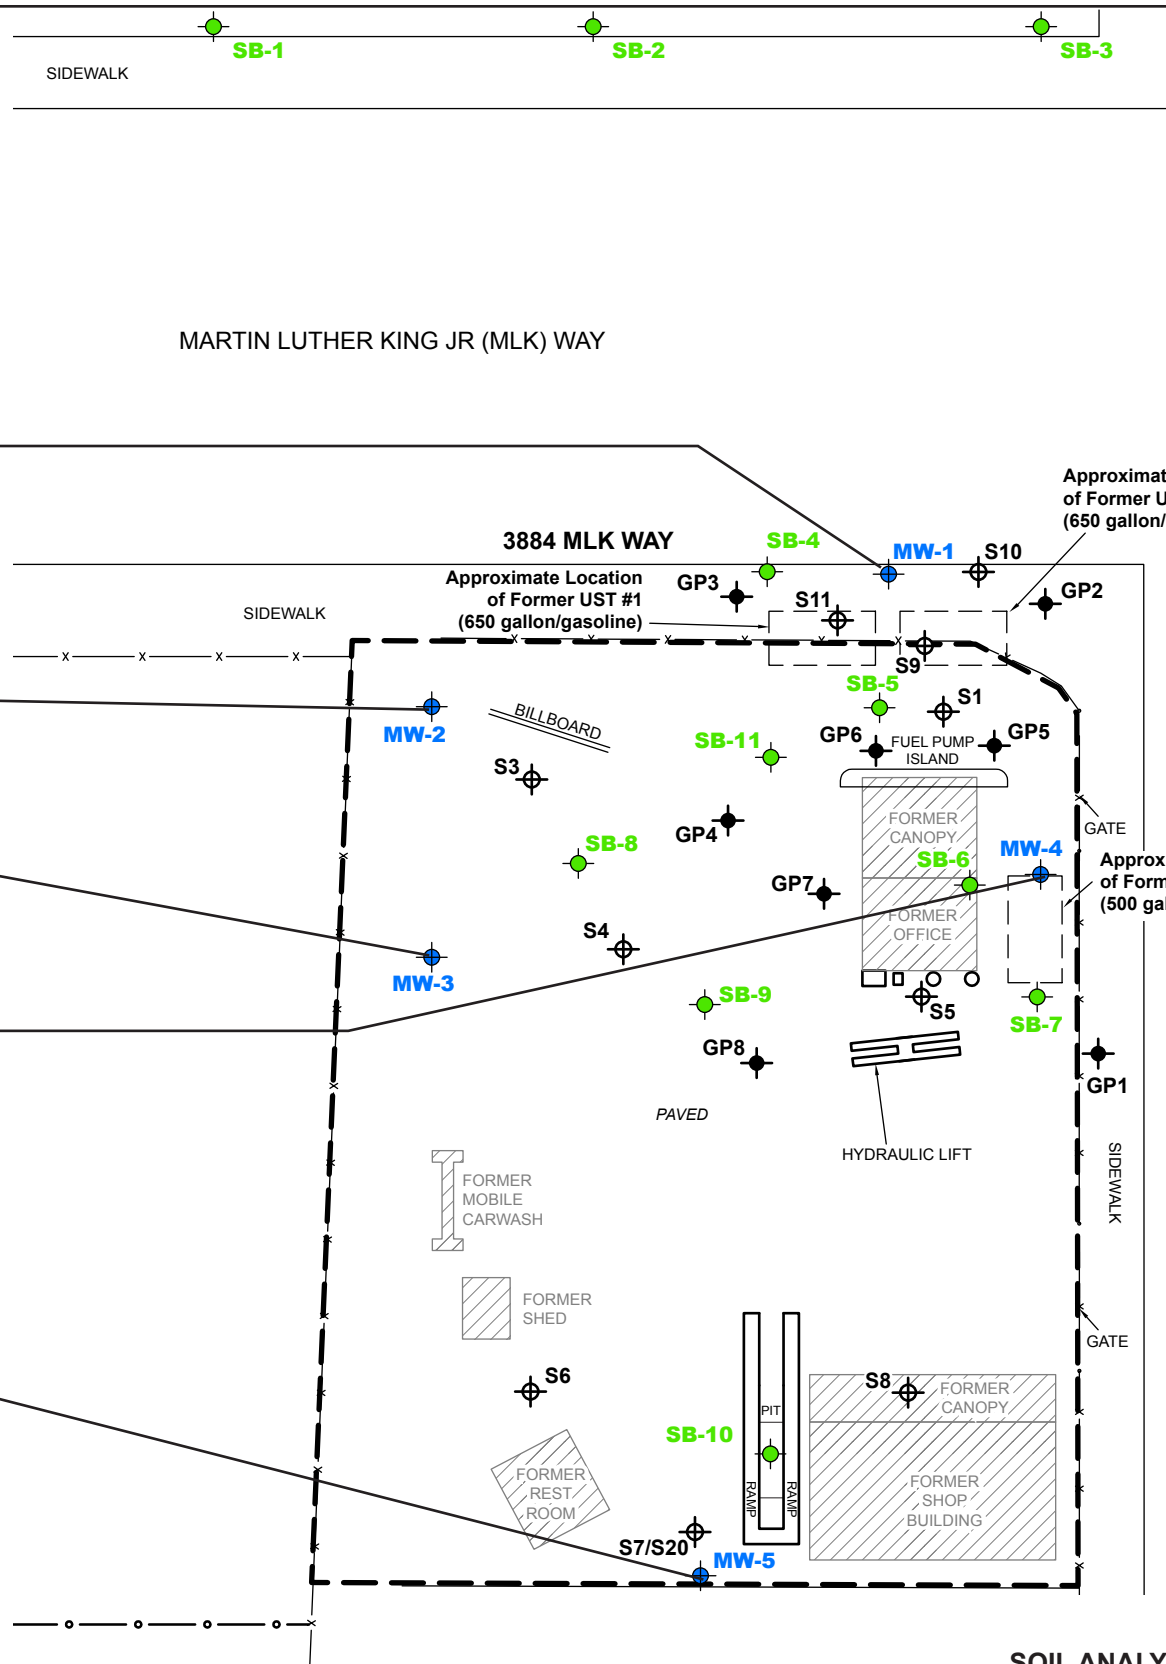 SB-1
SB-2
SB-3
SIDEWALK
MARTIN LUTHER KING JR (MLK) WAY
Approximat
of Former U
(650 gallon/
3884 MLK WAY
SB-4
MW-1
S10
Approximate Location
of Former UST #1
(650 gallon/gasoline)
GP3
S11
GP2
SIDEWALK
S9
SB-5
S1
MW-2
BILLBOARD
SB-11
GP6
FUEL PUMP
ISLAND
GP5
S3
GP4
FORMER
CANOPY
GATE
SB-8
SB-6
MW-4
Approx
of Form
(500 gal
GP7
FORMER
OFFICE
S4
MW-3
SB-9
S5
SB-7
GP8
GP1
PAVED
HYDRAULIC LIFT
SIDEWALK
FORMER
MOBILE
CARWASH
FORMER
SHED
GATE
S6
S8
FORMER
CANOPY
PIT
SB-10
FORMER
REST
ROOM
RAMP
RAMP
FORMER
SHOP
BUILDING
S7/S20
MW-5
SOIL ANALY